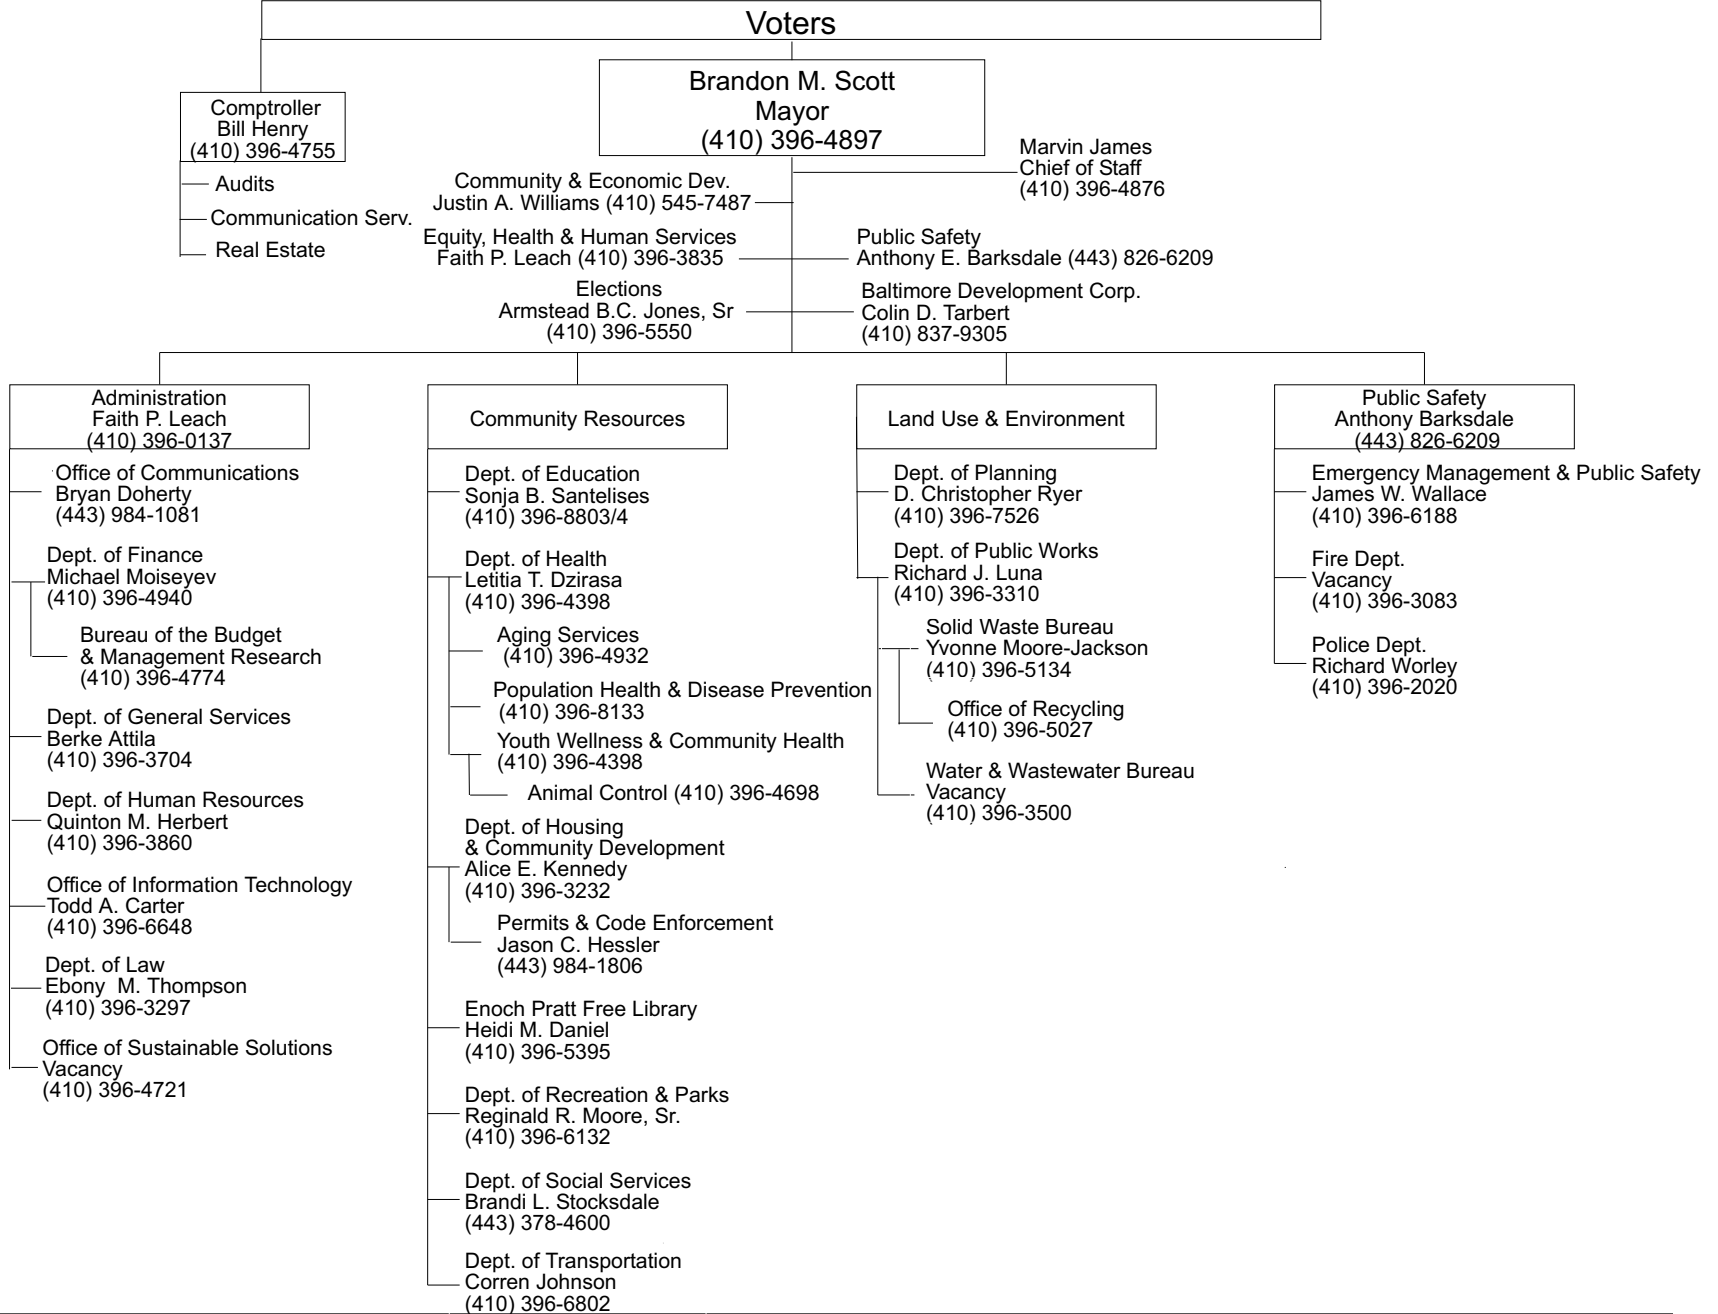 Voters
Brandon M. Scott
Mayor
(410) 396-4897
Comptroller
Bill Henry
(410) 396-4755
Audits
Communication Serv.
Real Estate
Marvin James
Chief of Staff
(410) 396-4876
Community & Economic Dev.
Justin A. Williams (410) 545-7487
Equity, Health & Human Services
Faith P. Leach (410) 396-3835
Public Safety
Anthony E. Barksdale (443) 826-6209
Elections
Armstead B.C. Jones, Sr
(410) 396-5550
Baltimore Development Corp.
Colin D. Tarbert
(410) 837-9305
Administration
Faith P. Leach
(410) 396-0137
Office of Communications
Bryan Doherty
(443) 984-1081
Dept. of Finance
Michael Moiseyev
(410) 396-4940
Bureau of the Budget
& Management Research
(410) 396-4774
Dept. of General Services
Berke Attila
(410) 396-3704
Dept. of Human Resources
Quinton M. Herbert
(410) 396-3860
Office of Information Technology
Todd A. Carter
(410) 396-6648
Dept. of Law
Ebony M. Thompson
(410) 396-3297
Office of Sustainable Solutions
Vacancy
(410) 396-4721
Community Resources
Dept. of Education
Sonja B. Santelises
(410) 396-8803/4
Dept. of Health
Letitia T. Dzirasa
(410) 396-4398
Aging Services
(410) 396-4932
Population Health & Disease Prevention
(410) 396-8133
Youth Wellness & Community Health
(410) 396-4398
Animal Control (410) 396-4698
Dept. of Housing
& Community Development
Alice E. Kennedy
(410) 396-3232
Permits & Code Enforcement
Jason C. Hessler
(443) 984-1806
Enoch Pratt Free Library
Heidi M. Daniel
(410) 396-5395
Dept. of Recreation & Parks
Reginald R. Moore, Sr.
(410) 396-6132
Dept. of Social Services
Brandi L. Stocksdale
(443) 378-4600
Dept. of Transportation
Corren Johnson
(410) 396-6802
Land Use & Environment
Dept. of Planning
D. Christopher Ryer
(410) 396-7526
Dept. of Public Works
Richard J. Luna
(410) 396-3310
Solid Waste Bureau
Yvonne Moore-Jackson
(410) 396-5134
Office of Recycling
(410) 396-5027
Water & Wastewater Bureau
Vacancy
(410) 396-3500
Public Safety
Anthony Barksdale
(443) 826-6209
Emergency Management & Public Safety
James W. Wallace
(410) 396-6188
Fire Dept.
Vacancy
(410) 396-3083
Police Dept.
Richard Worley
(410) 396-2020